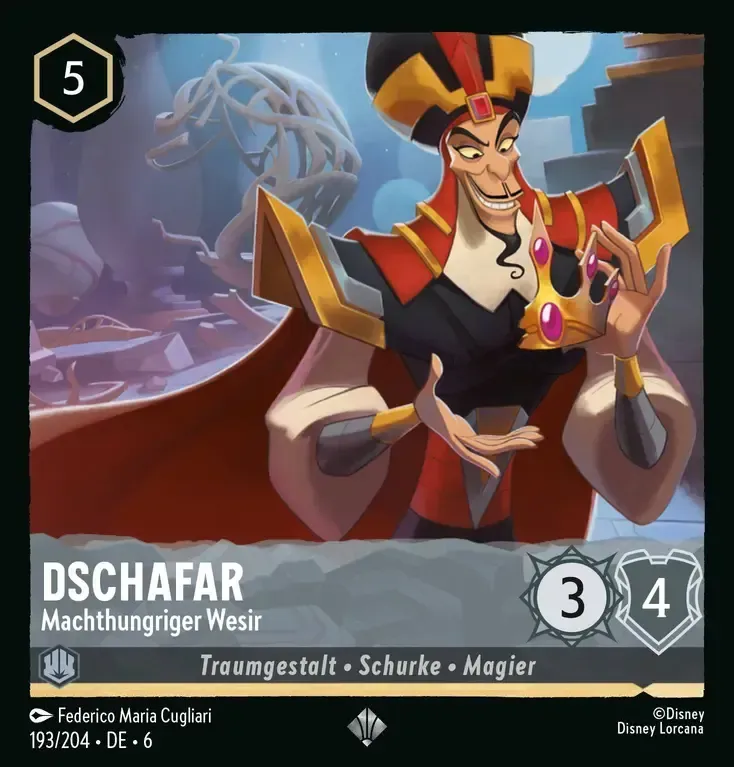 5
DSCHAFAR
Machthungriger Wesir
3
4
Traumgestalt • Schurke • Magier
Federico Maria Cugliari
©Disney
193/204 • DE • 6
Disney Lorcana